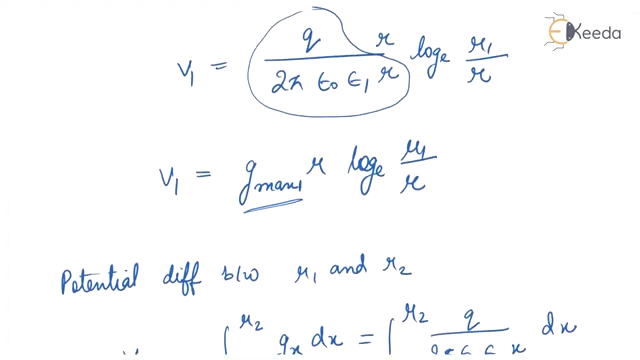 Keeda
V₁ = q / (2π ε₀ ε₁ r) r logₑ r₁/r
V₁ = gmax₁ r logₑ r₁/r
Potential diff b/w r₁ and r₂
∫^r₂ gₓ dx = ∫^r₂ q / x dx